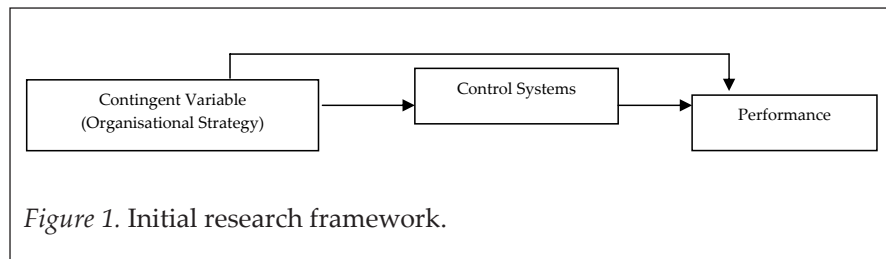 Contingent Variable
(Organisational Strategy)
Control Systems
Performance
Figure 1. Initial research framework.